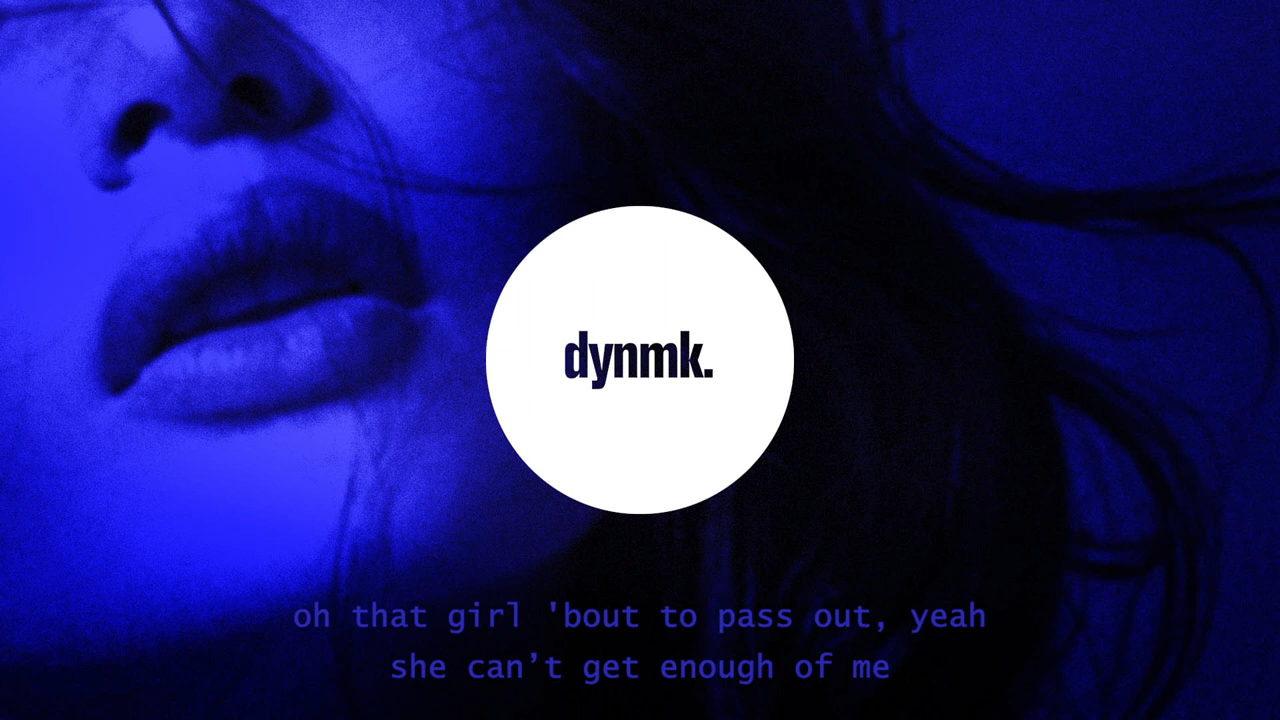 dynmk.
oh that girl 'bout to pass out, yeah
she can’t get enough of me